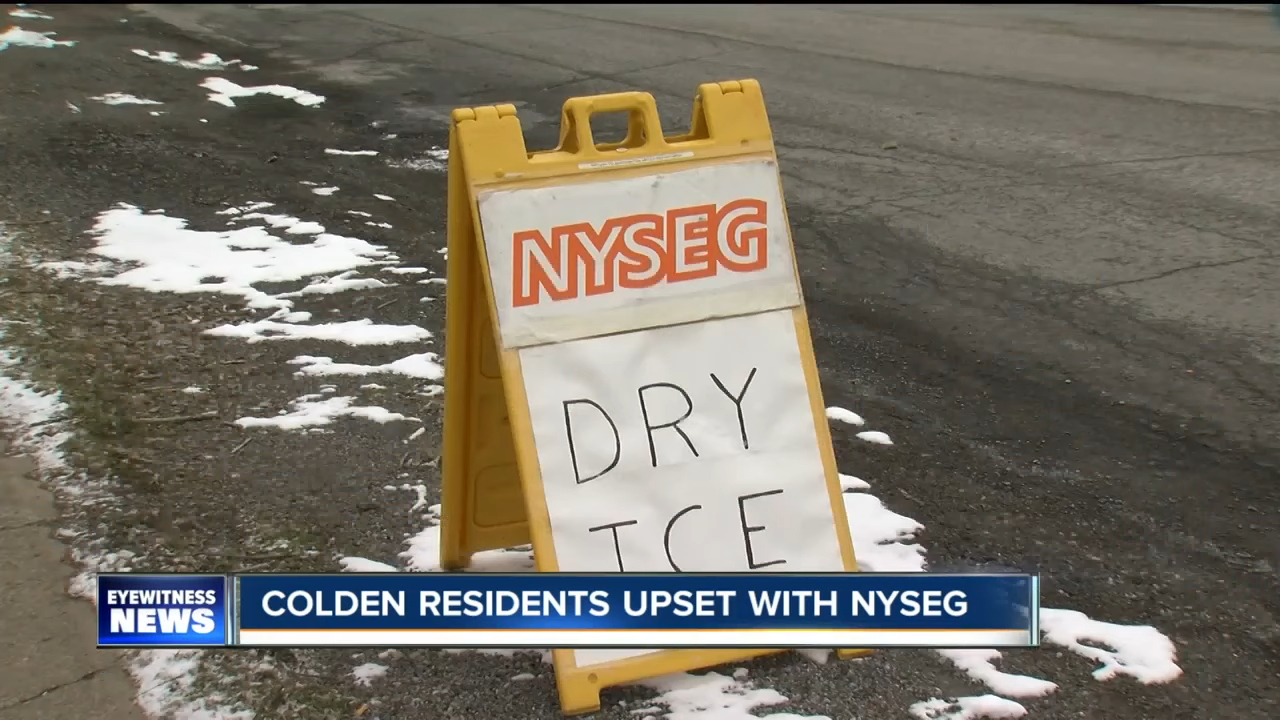 NYSEG
DRY
ICE
EYEWITNESS
NEWS
COLDEN RESIDENTS UPSET WITH NYSEG